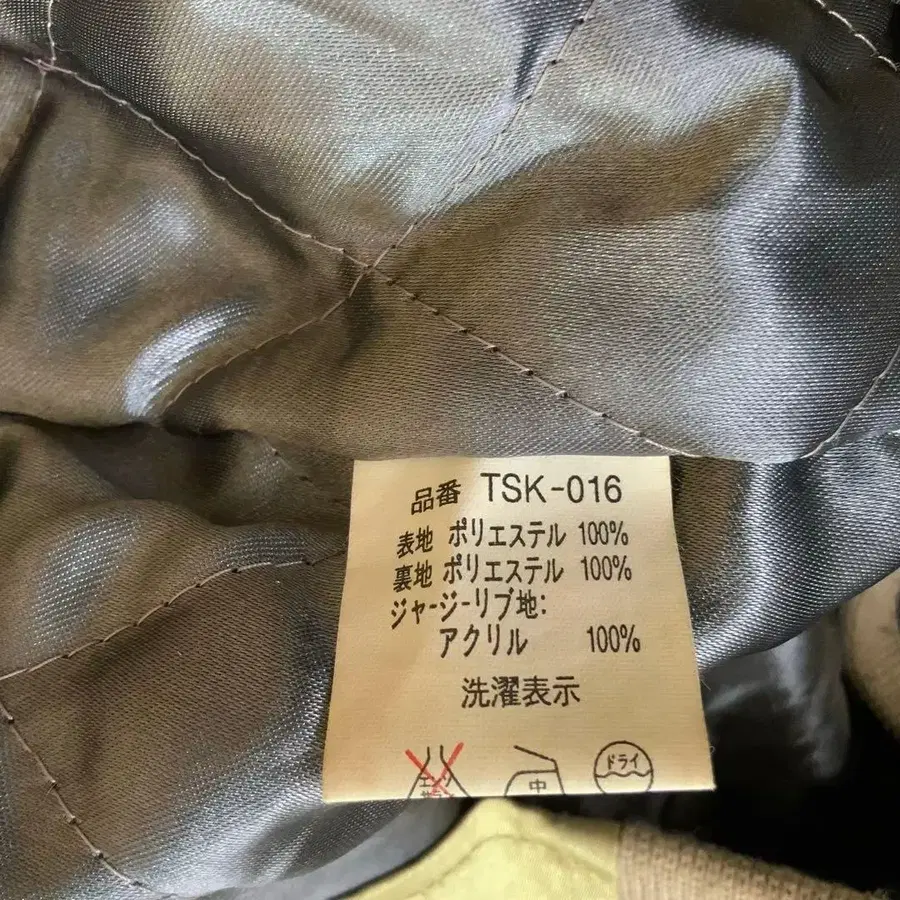 品番 TSK-016
表地 ポリエステル 100%
裏地 ポリエステル 100%
ジャージーリブ地:
アクリル 100%
洗濯表示
中 ドライ